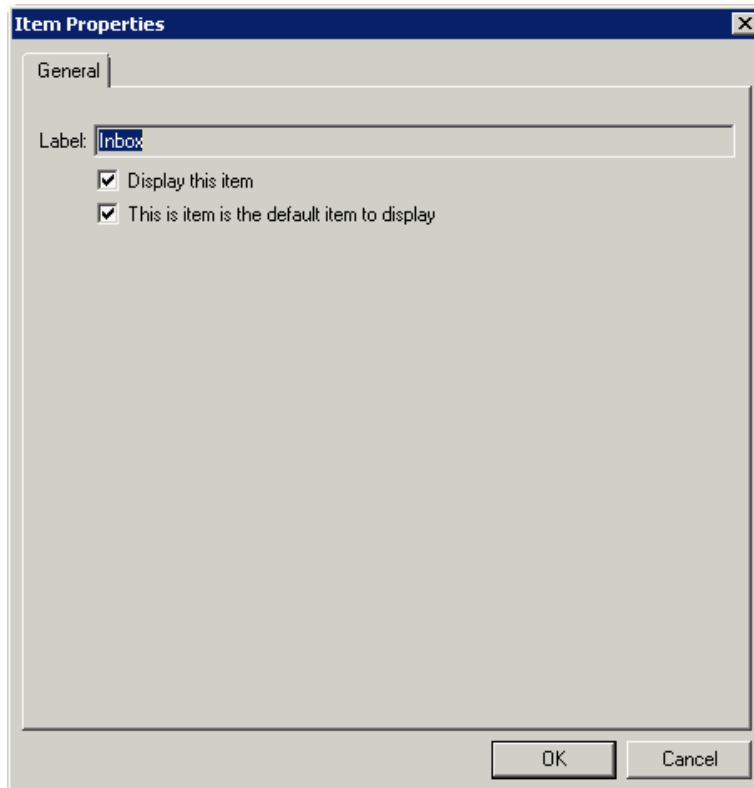 Item Properties
General
Label: Inbox
Display this item
This is item is the default item to display
OK Cancel